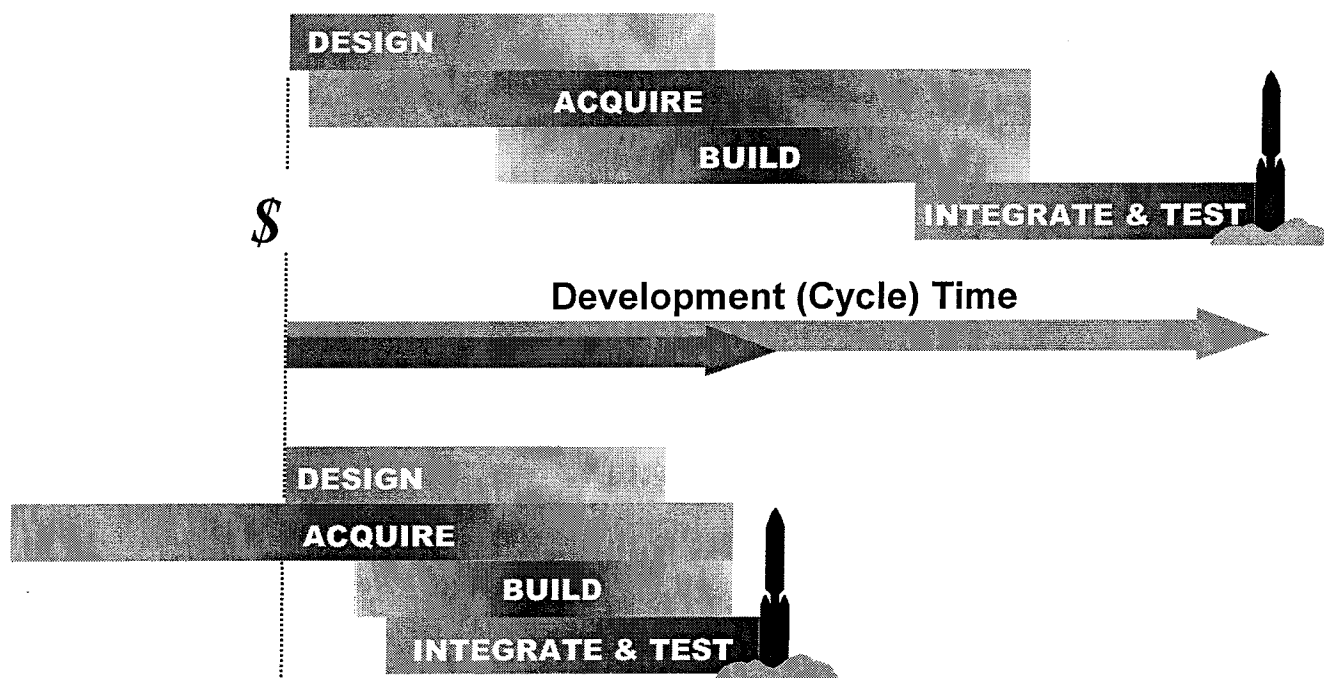 DESIGN
ACQUIRE
BUILD
INTEGRATE & TEST
$
Development (Cycle) Time
DESIGN
ACQUIRE
BUILD
INTEGRATE & TEST